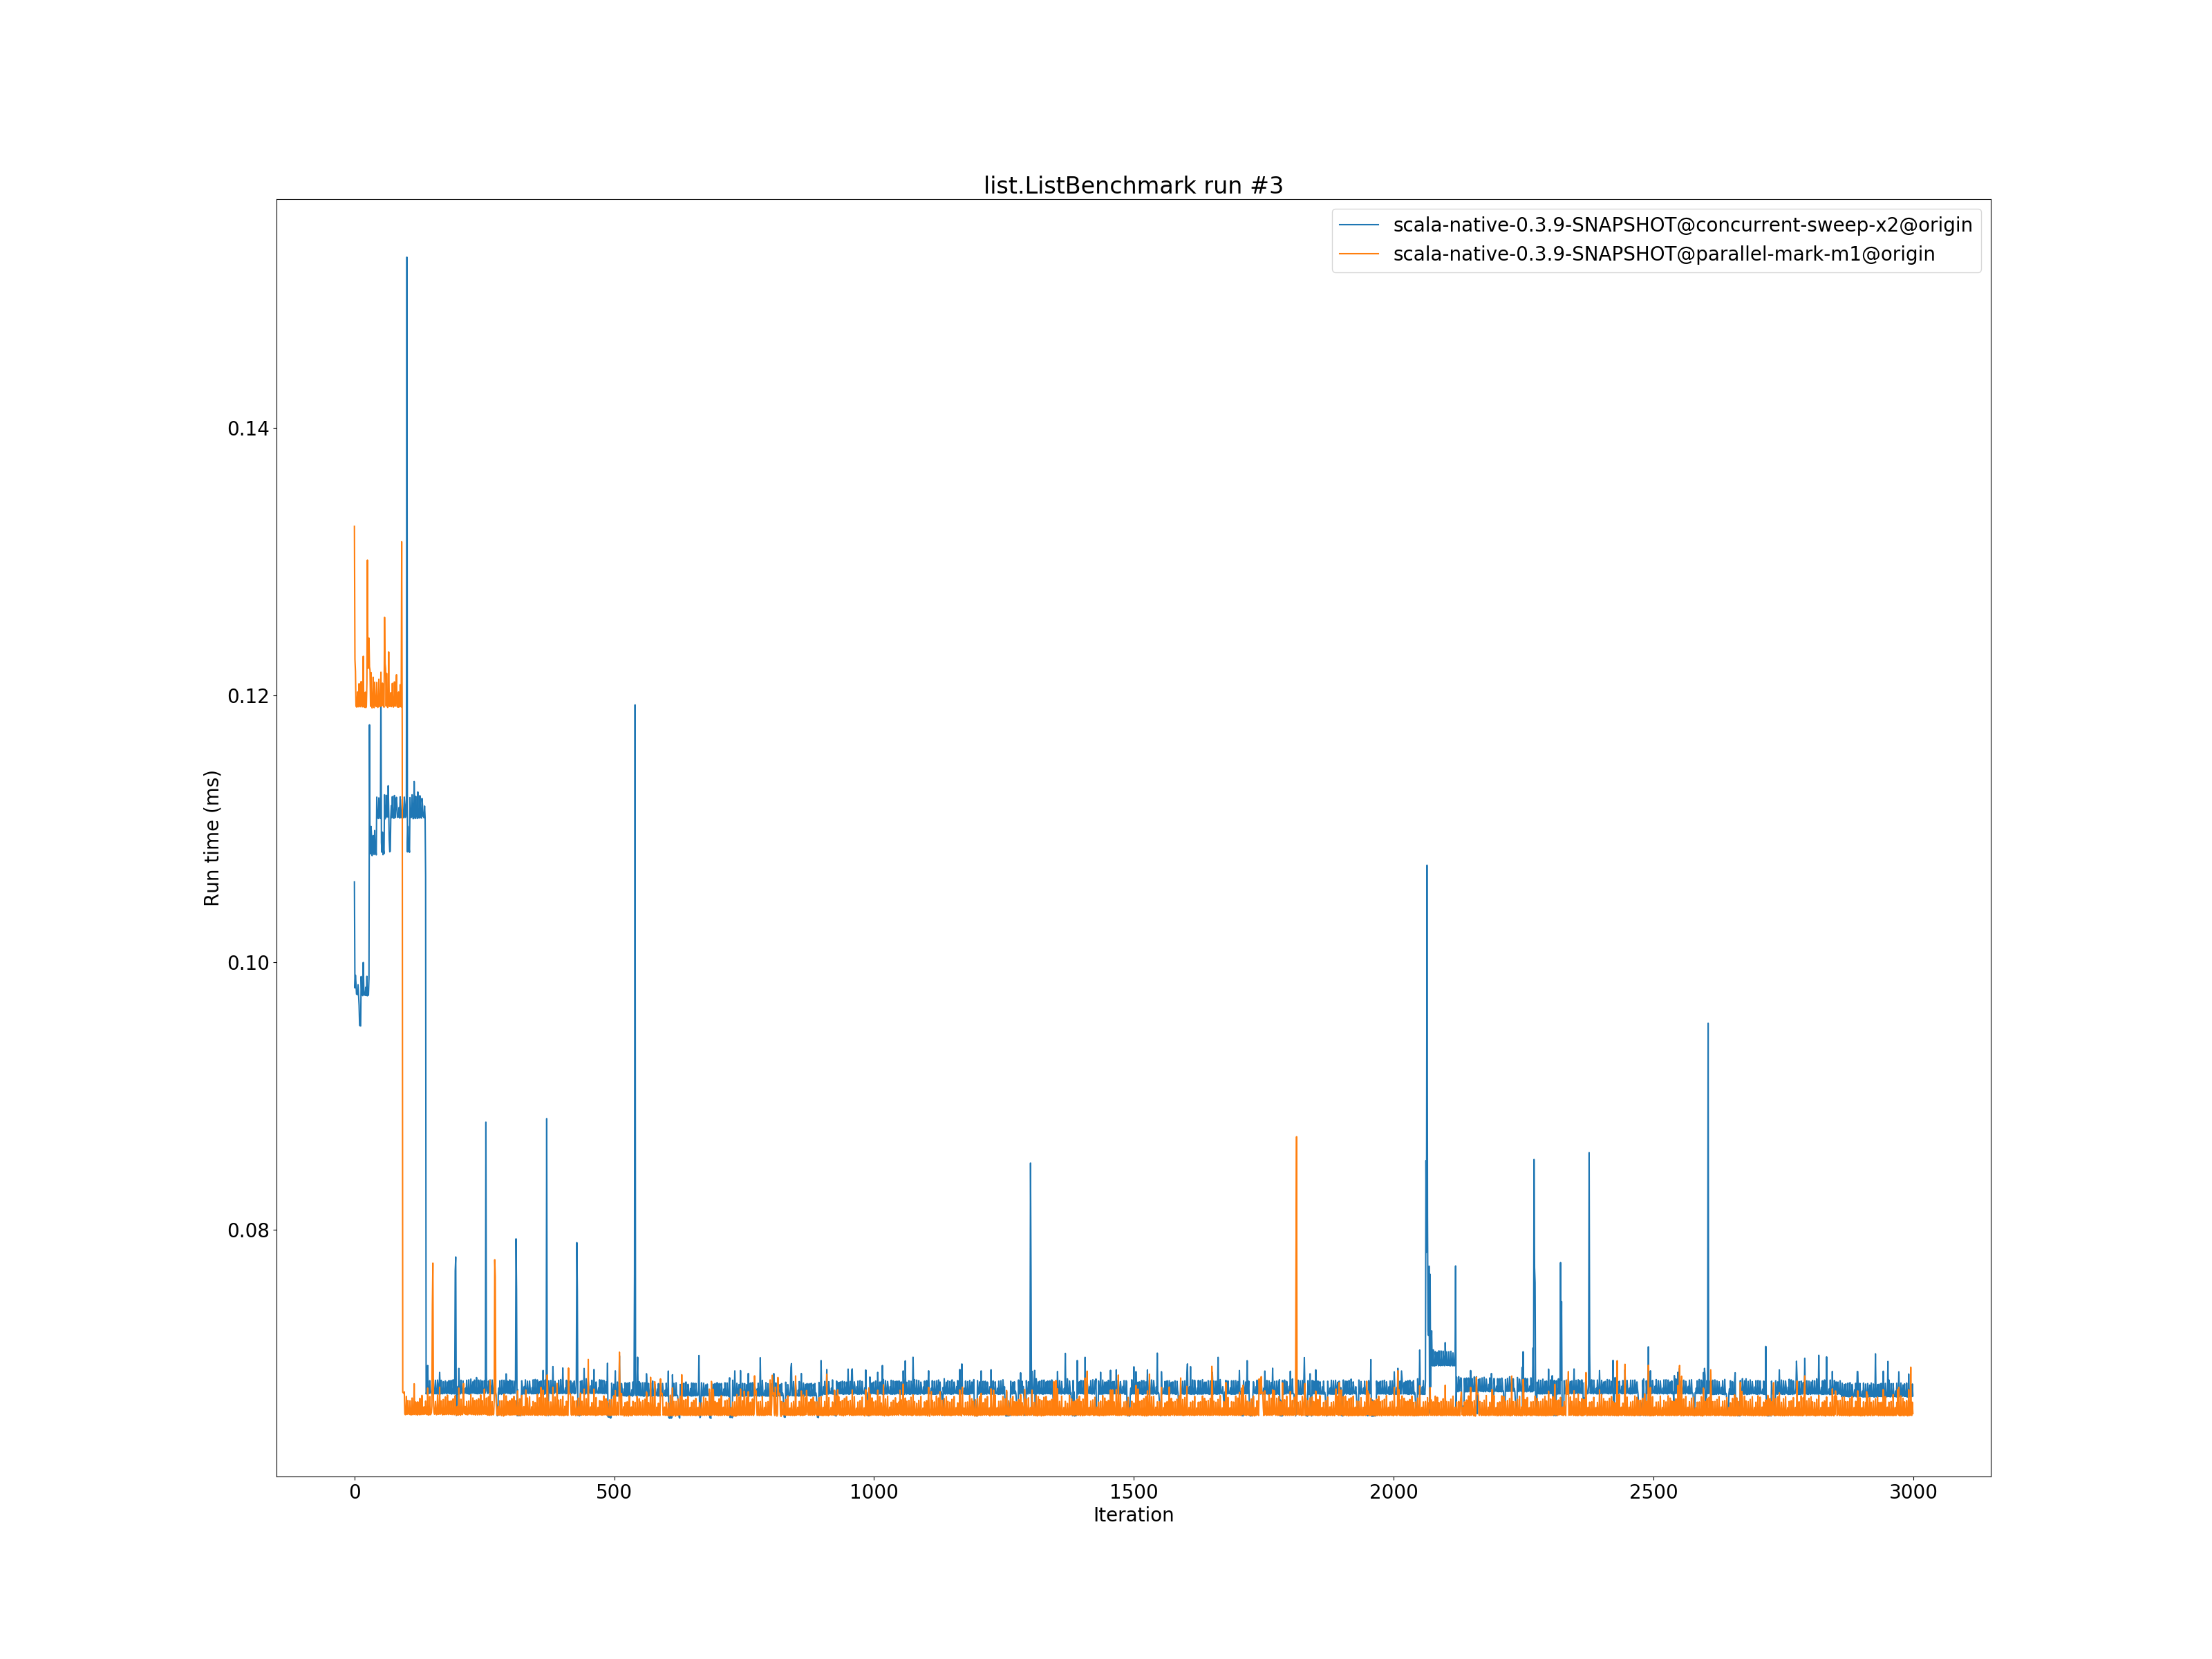 list.ListBenchmark run #3
scala-native-0.3.9-SNAPSHOT@concurrent-sweep-x2@origin
scala-native-0.3.9-SNAPSHOT@parallel-mark-m1@origin
0.14
0.12
0.10
0.08
Run time (ms)
0 500 1000 1500 2000 2500 3000
Iteration